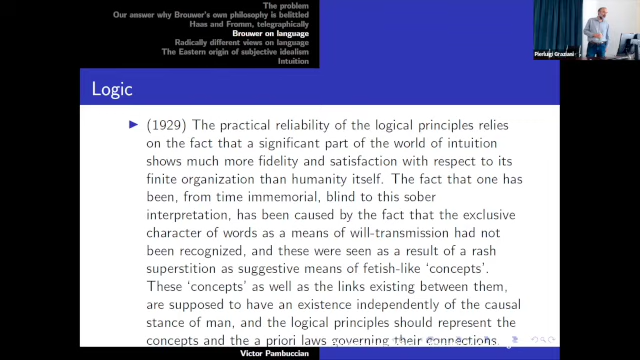 The problem
Our answer why Brouwer's own philosophy is belittled
Haas and Fromm, telegraphically
Brouwer on language
Radically different views on language
The Eastern origin of subjective idealism
Intuition
Pierluigi Graziani
Logic
(1929) The practical reliability of the logical principles relies
on the fact that a significant part of the world of intuition
shows much more fidelity and satisfaction with respect to its
finite organization than humanity itself. The fact that one has
been, from time immemorial, blind to this sober
interpretation, has been caused by the fact that the exclusive
character of words as a means of will-transmission had not
been recognized, and these were seen as a result of a rash
superstition as suggestive means of fetish-like ‘concepts’.
These ‘concepts’ as well as the links existing between them,
are supposed to have an existence independently of the causal
stance of man, and the logical principles should represent the
concepts and the a priori laws governing their connections.
Victor Pambuccian